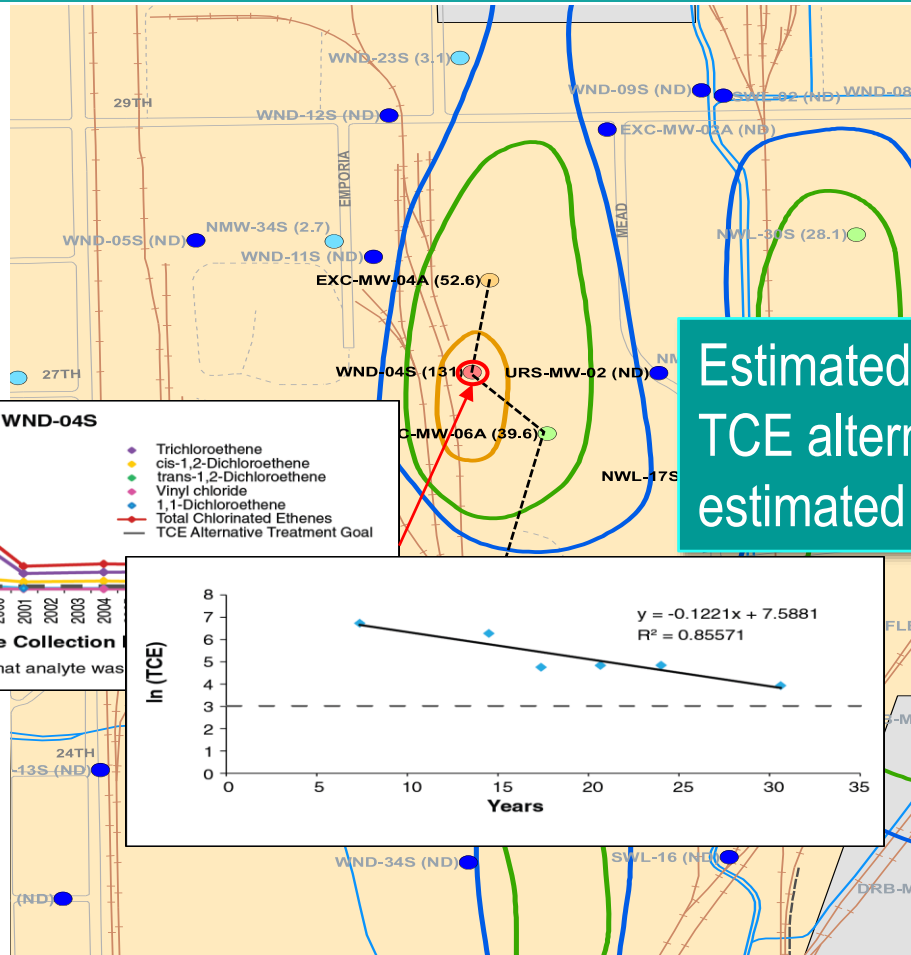 WND-23S (3.1)
WND-09S (ND)
(ND)
WND-08
29TH
WND-12S (ND)
EXC-MW-03A (ND)
EMPORIA
MEAD
NMW-34S (2.7)
WND-05S (ND)
WND-11S (ND)
NWL-30S (28.1)
EXC-MW-04A (52.6)
27TH
WND-04S (131)
URS-MW-02 (ND)
NM
C-MW-06A (39.6)
NWL-17S
Estimated
TCE altern
estimated
WND-04S
Trichloroethene
cis-1,2-Dichloroethene
trans-1,2-Dichloroethene
Vinyl chloride
1,1-Dichloroethene
Total Chlorinated Ethenes
TCE Alternative Treatment Goal
2001
2002
2003
2004
e Collection
hat analyte was
ln (TCE)
8
7
6
5
4
3
2
1
0
y = -0.1221x + 7.5881
R² = 0.85571
0 5 10 15 20 25 30 35
Years
FLE
24TH
-13S (ND)
WND-34S (ND)
SWL-16 (ND)
(ND)
DRB-M